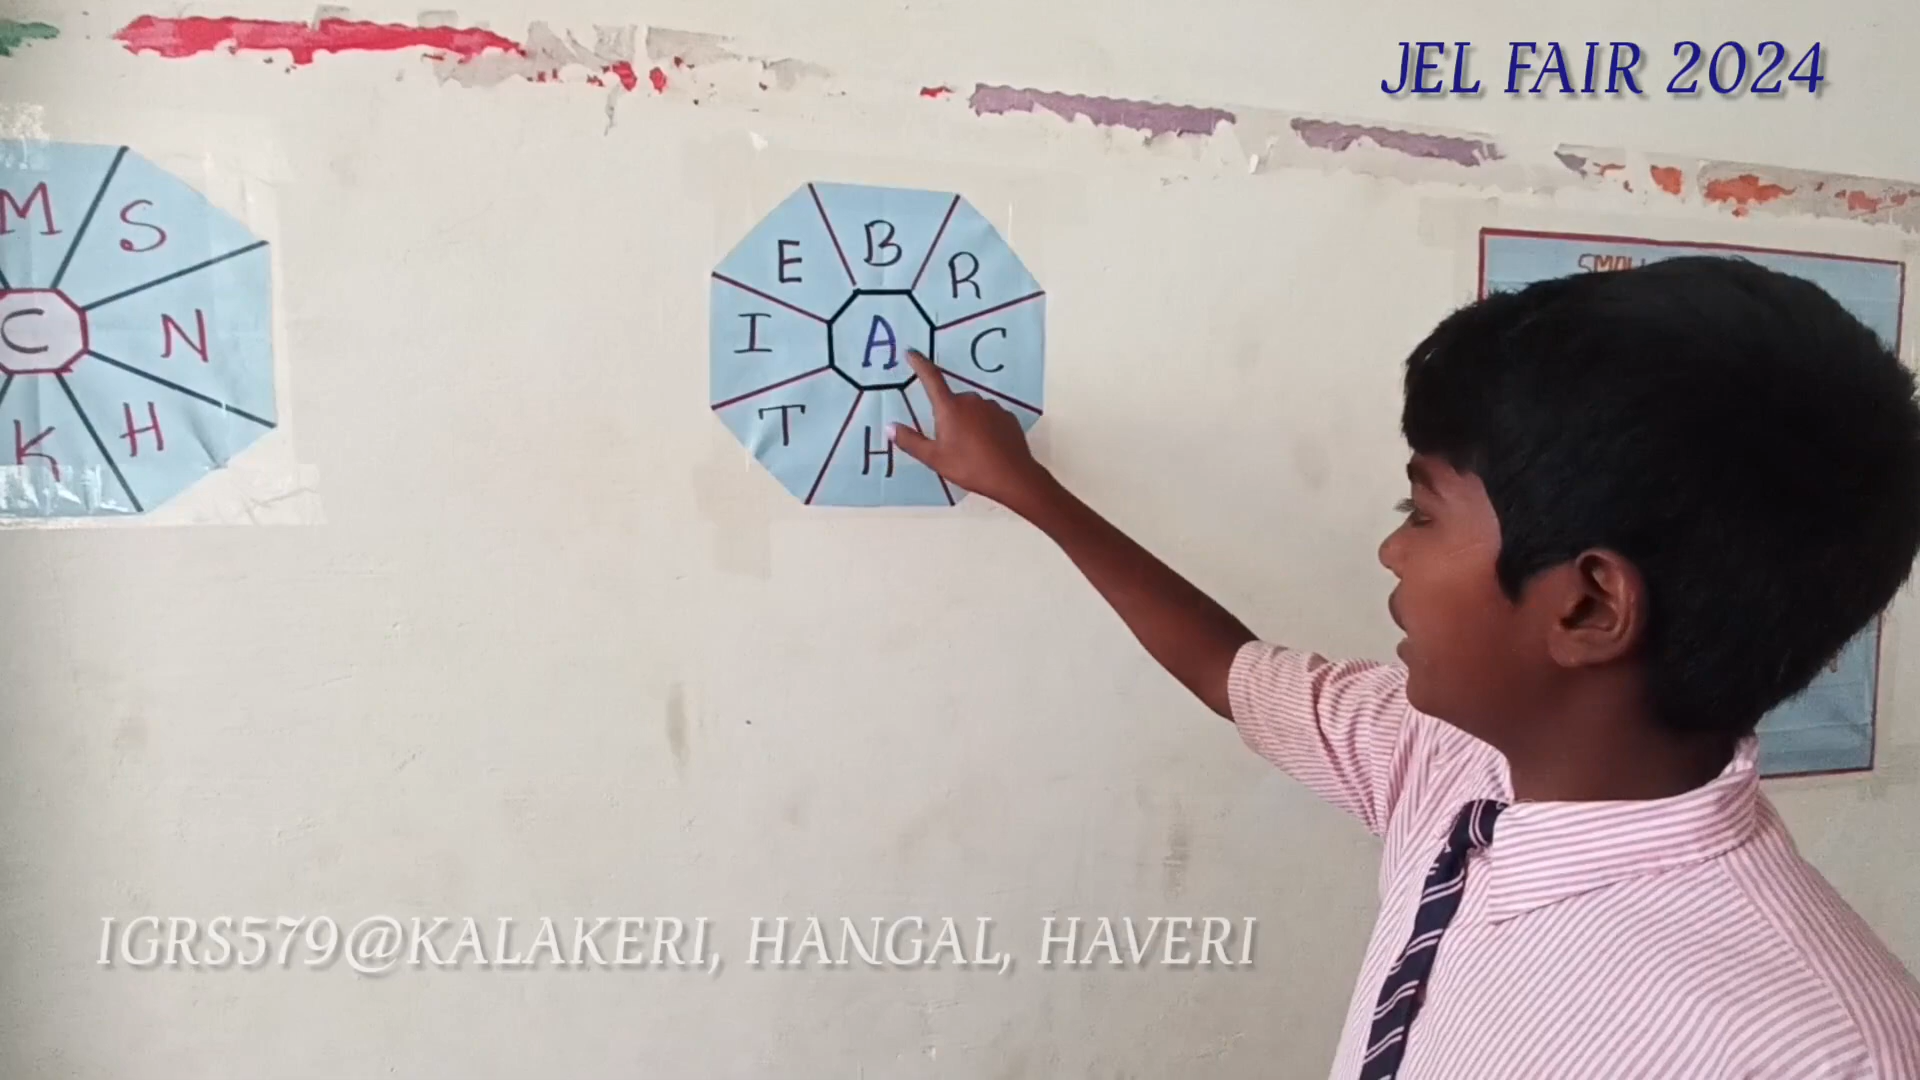 JEL FAIR 2024
M
S
C
N
K
H
E
B
R
I
A
C
T
H
IGRS579@KALAKERI, HANGAL, HAVERI